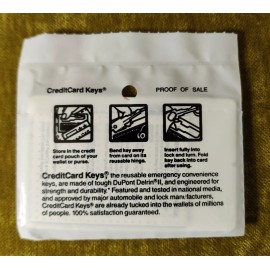 CreditCard Keys® PROOF OF SALE
Store in the credit card pouch of your wallet or purse.
Bend key away from card on its reusable hinge.
Insert fully into lock and turn. Fold key back into card after using.
CreditCard Keys®, the reusable emergency convenience
keys, are made of tough DuPont Delrin®II, and engineered for
strength and durability." Featured and tested in national media,
and approved by major automobile and lock manufacturers,
CreditCard Keys® are already tucked into the wallets of millions
of people. 100% satisfaction guaranteed.